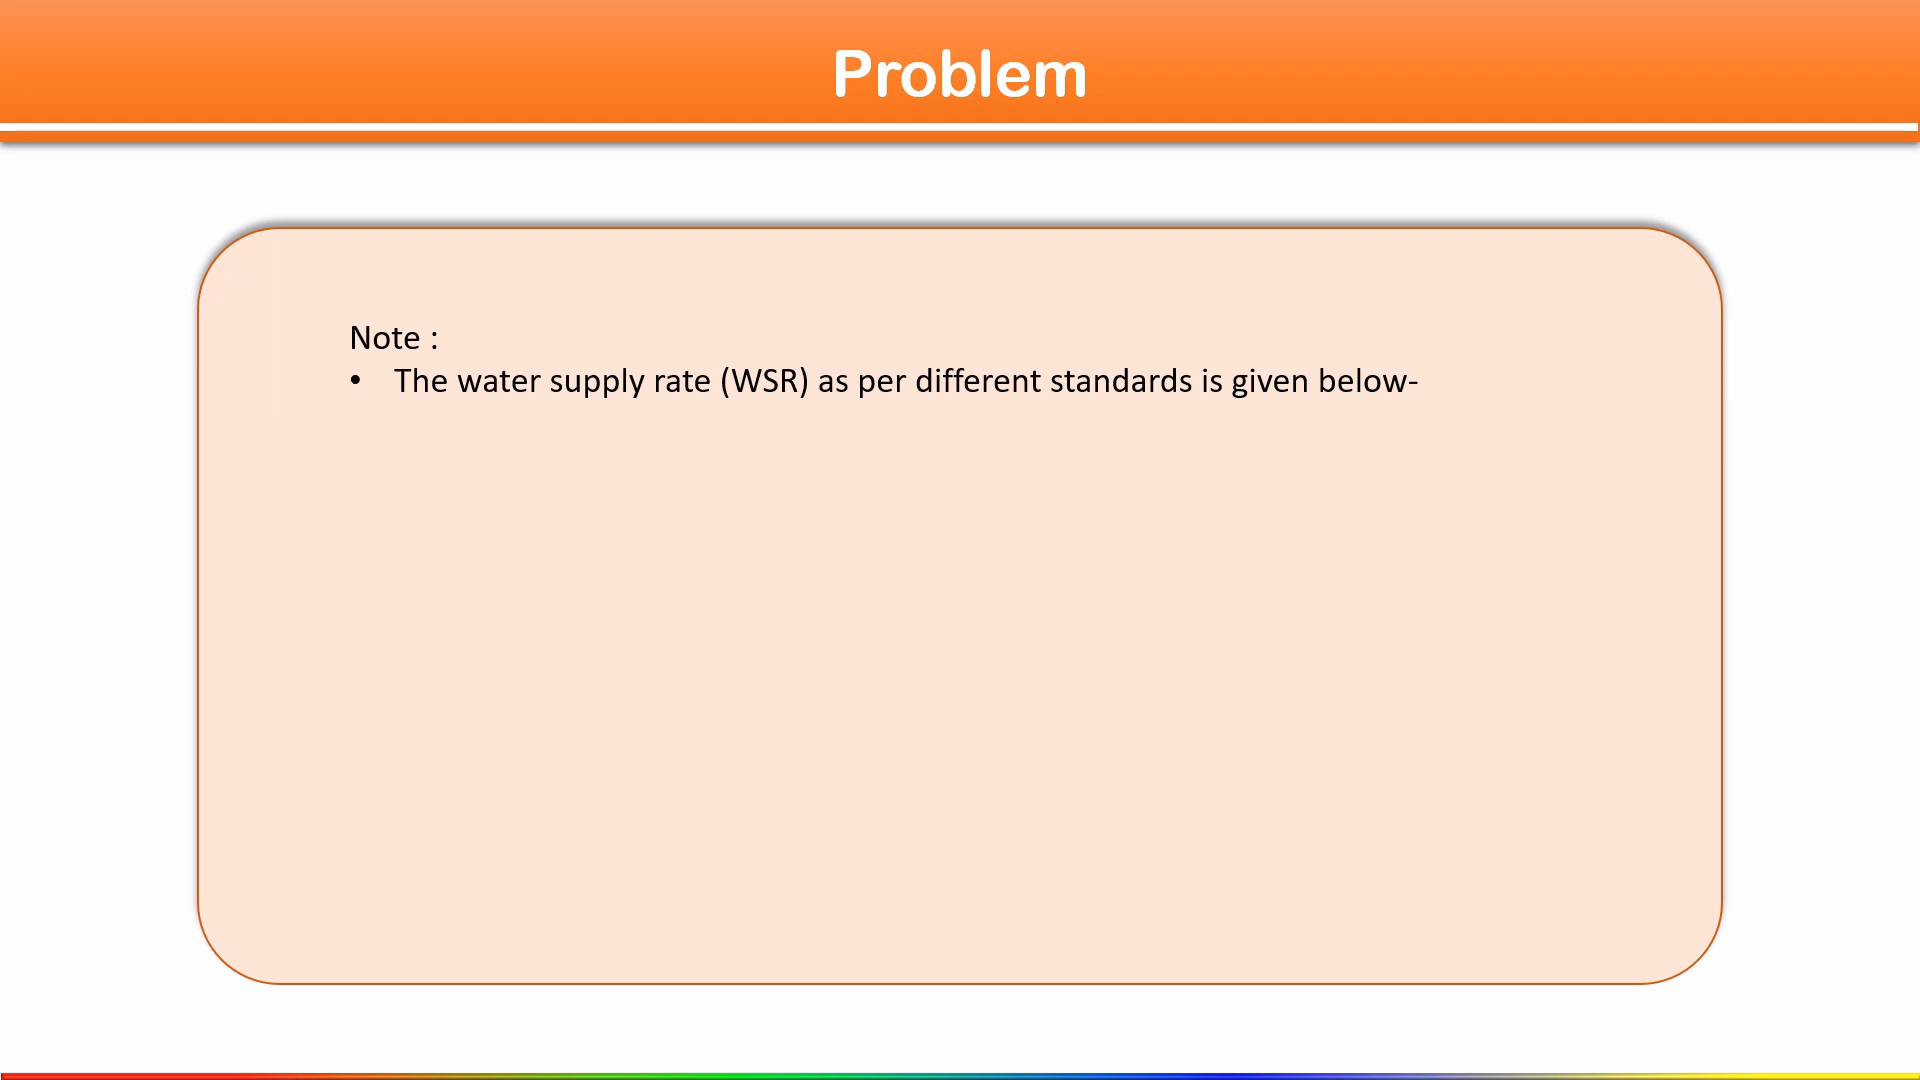 Problem
Note :
• The water supply rate (WSR) as per different standards is given below-